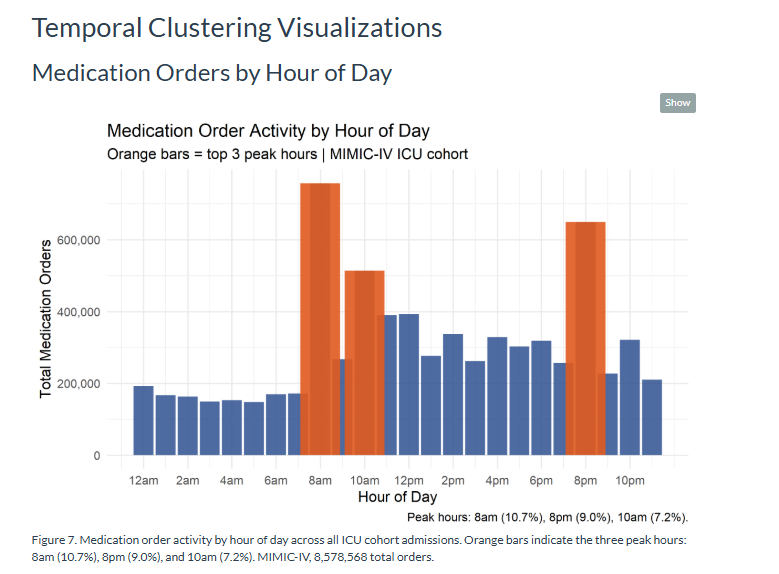 Temporal Clustering Visualizations
Medication Orders by Hour of Day
Show
Medication Order Activity by Hour of Day
Orange bars = top 3 peak hours | MIMIC-IV ICU cohort
Total Medication Orders
600,000
400,000
200,000
0
12am 2am 4am 6am 8am 10am 12pm 2pm 4pm 6pm 8pm 10pm
Hour of Day
Peak hours: 8am (10.7%), 8pm (9.0%), 10am (7.2%).
Figure 7. Medication order activity by hour of day across all ICU cohort admissions. Orange bars indicate the three peak hours:
8am (10.7%), 8pm (9.0%), and 10am (7.2%). MIMIC-IV, 8,578,568 total orders.